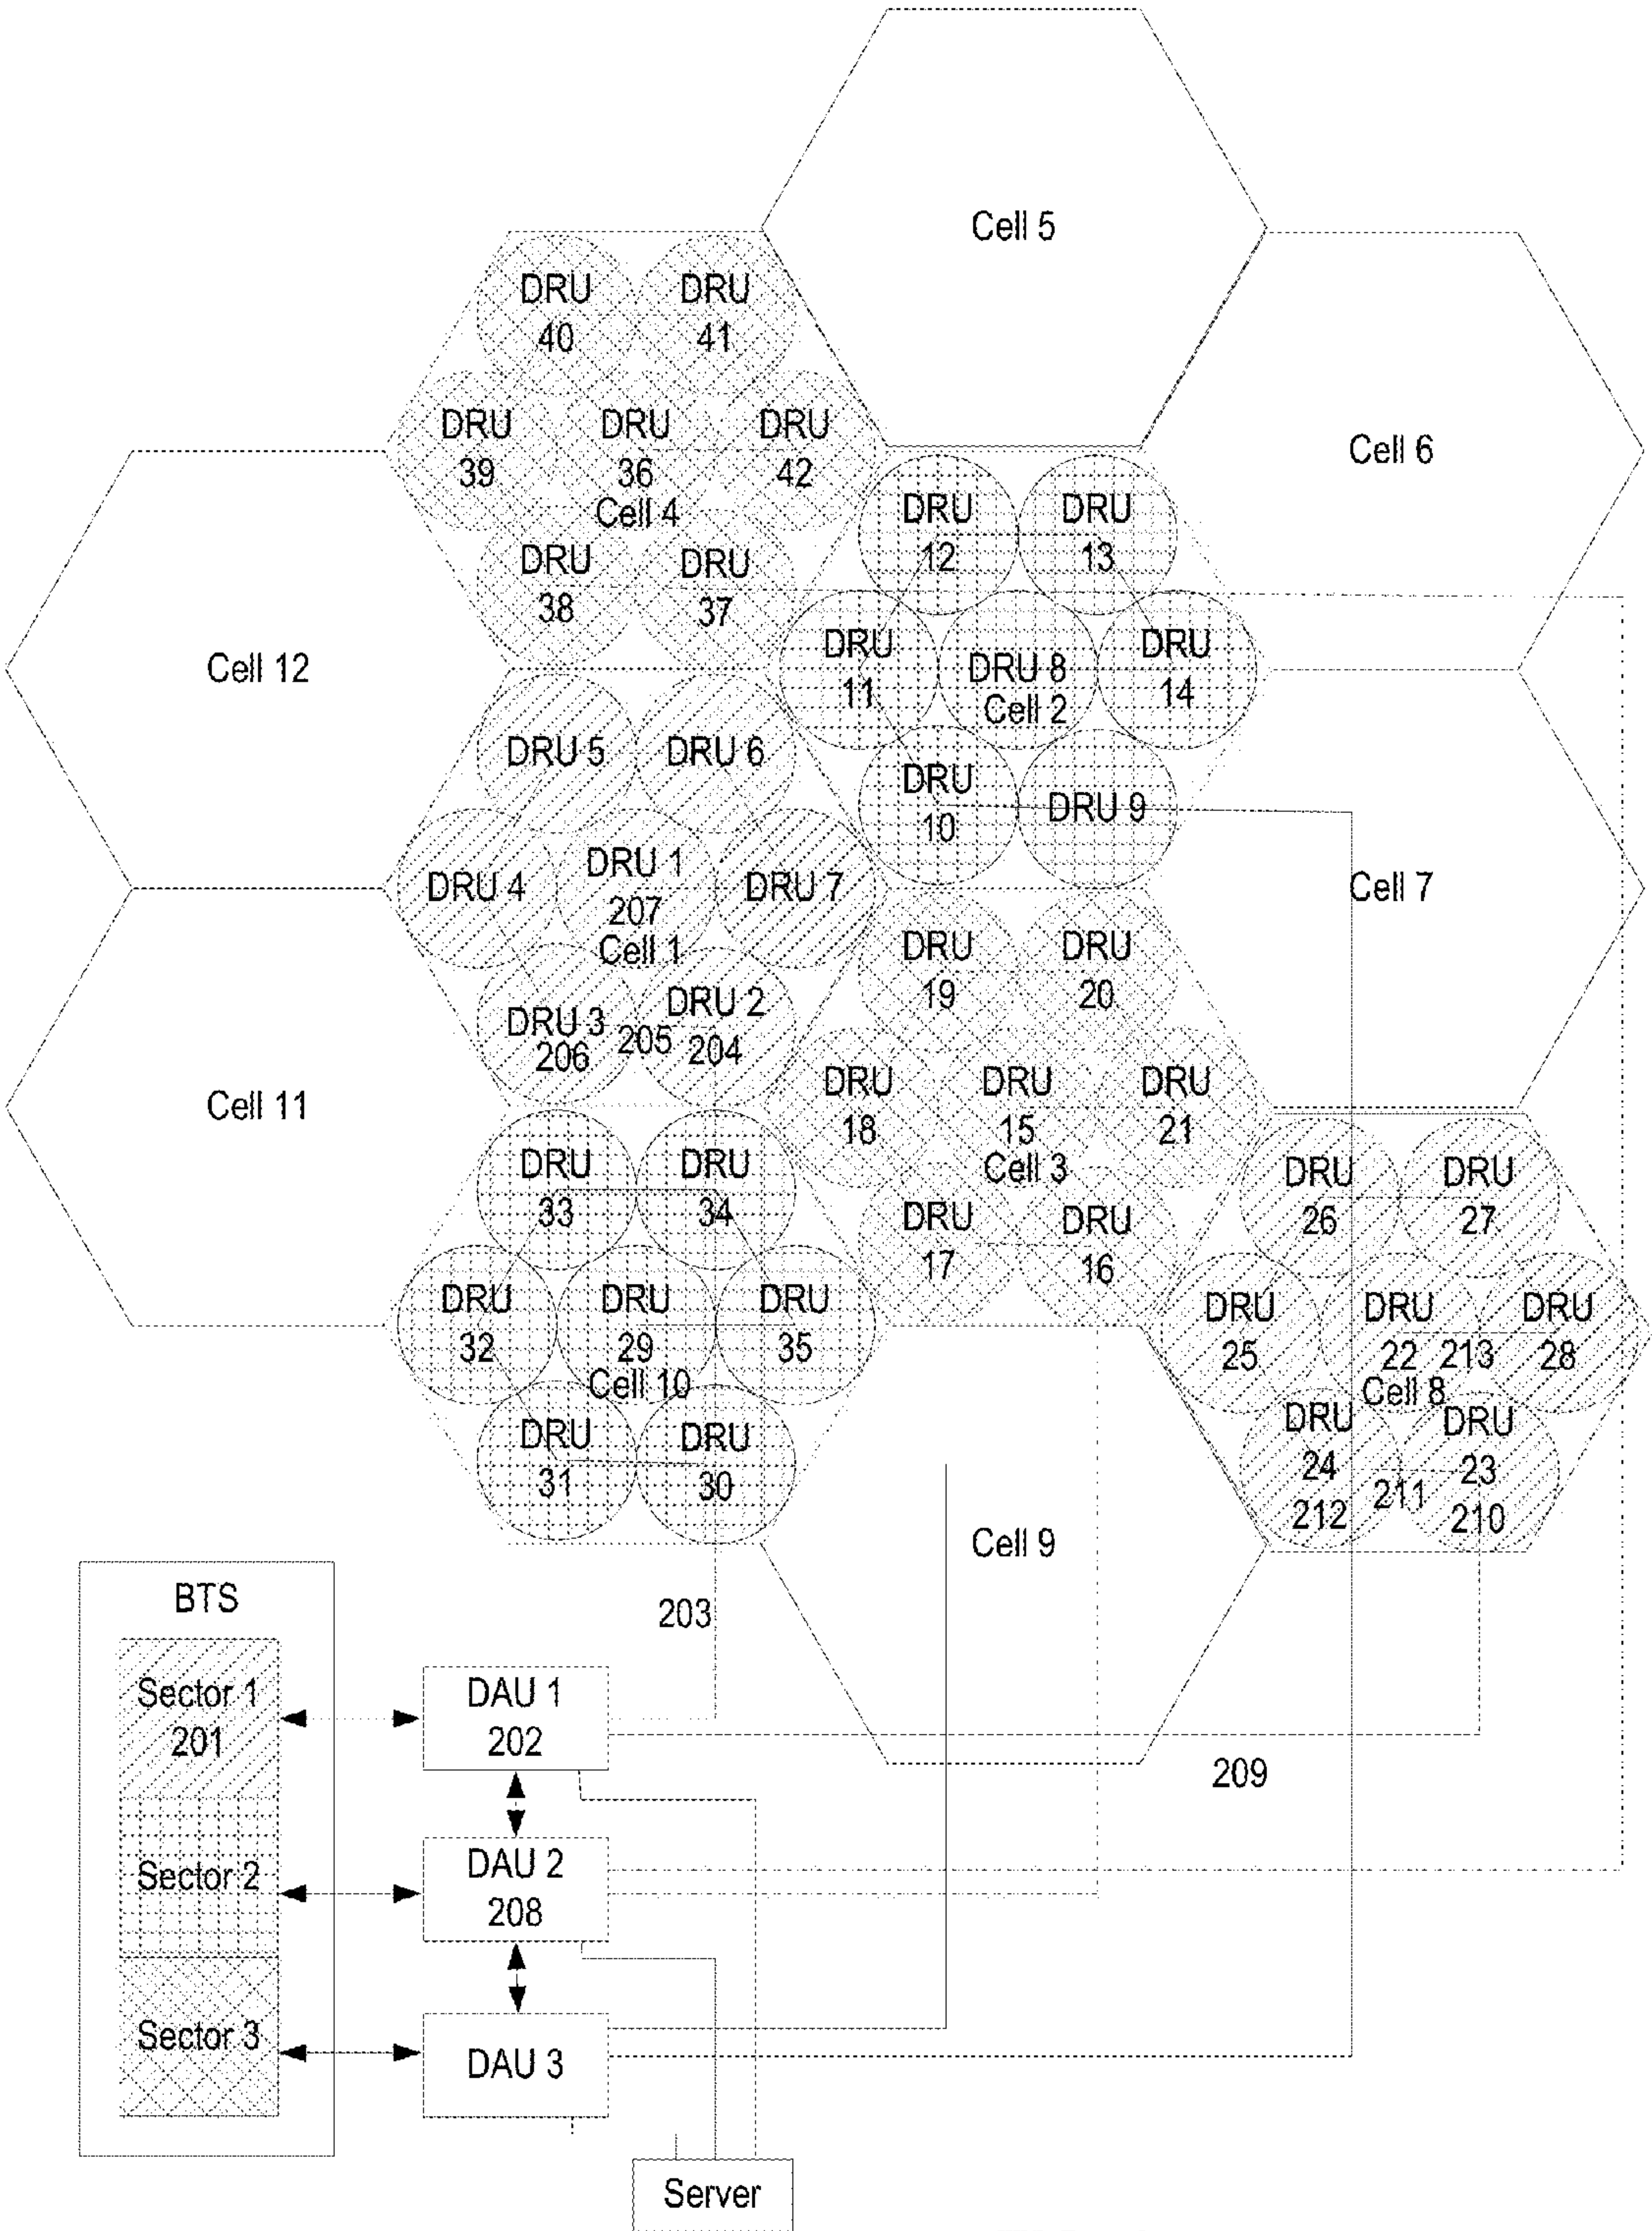 Cell 5
DRU
40
DRU
41
Cell 6
DRU
39
DRU
36
DRU
42
Cell 4
DRU
12
DRU
13
DRU
38
DRU
37
Cell 12
DRU
11
DRU 8
Cell 2
DRU
14
DRU 5
DRU 6
DRU
10
DRU 9
DRU 4
DRU 1
207
Cell 1
DRU 7
Cell 7
DRU
19
DRU
20
DRU 3
206
205
DRU 2
204
Cell 11
DRU
18
DRU
15
Cell 3
DRU
21
DRU
33
DRU
34
DRU
17
DRU
16
DRU
26
DRU
27
DRU
32
DRU
29
Cell 10
DRU
35
DRU
25
DRU
22
213
Cell 8
DRU
28
DRU
31
DRU
30
DRU
24
212
211
DRU
23
210
Cell 9
BTS
203
Sector 1
201
DAU 1
202
209
Sector 2
DAU 2
208
Sector 3
DAU 3
Server